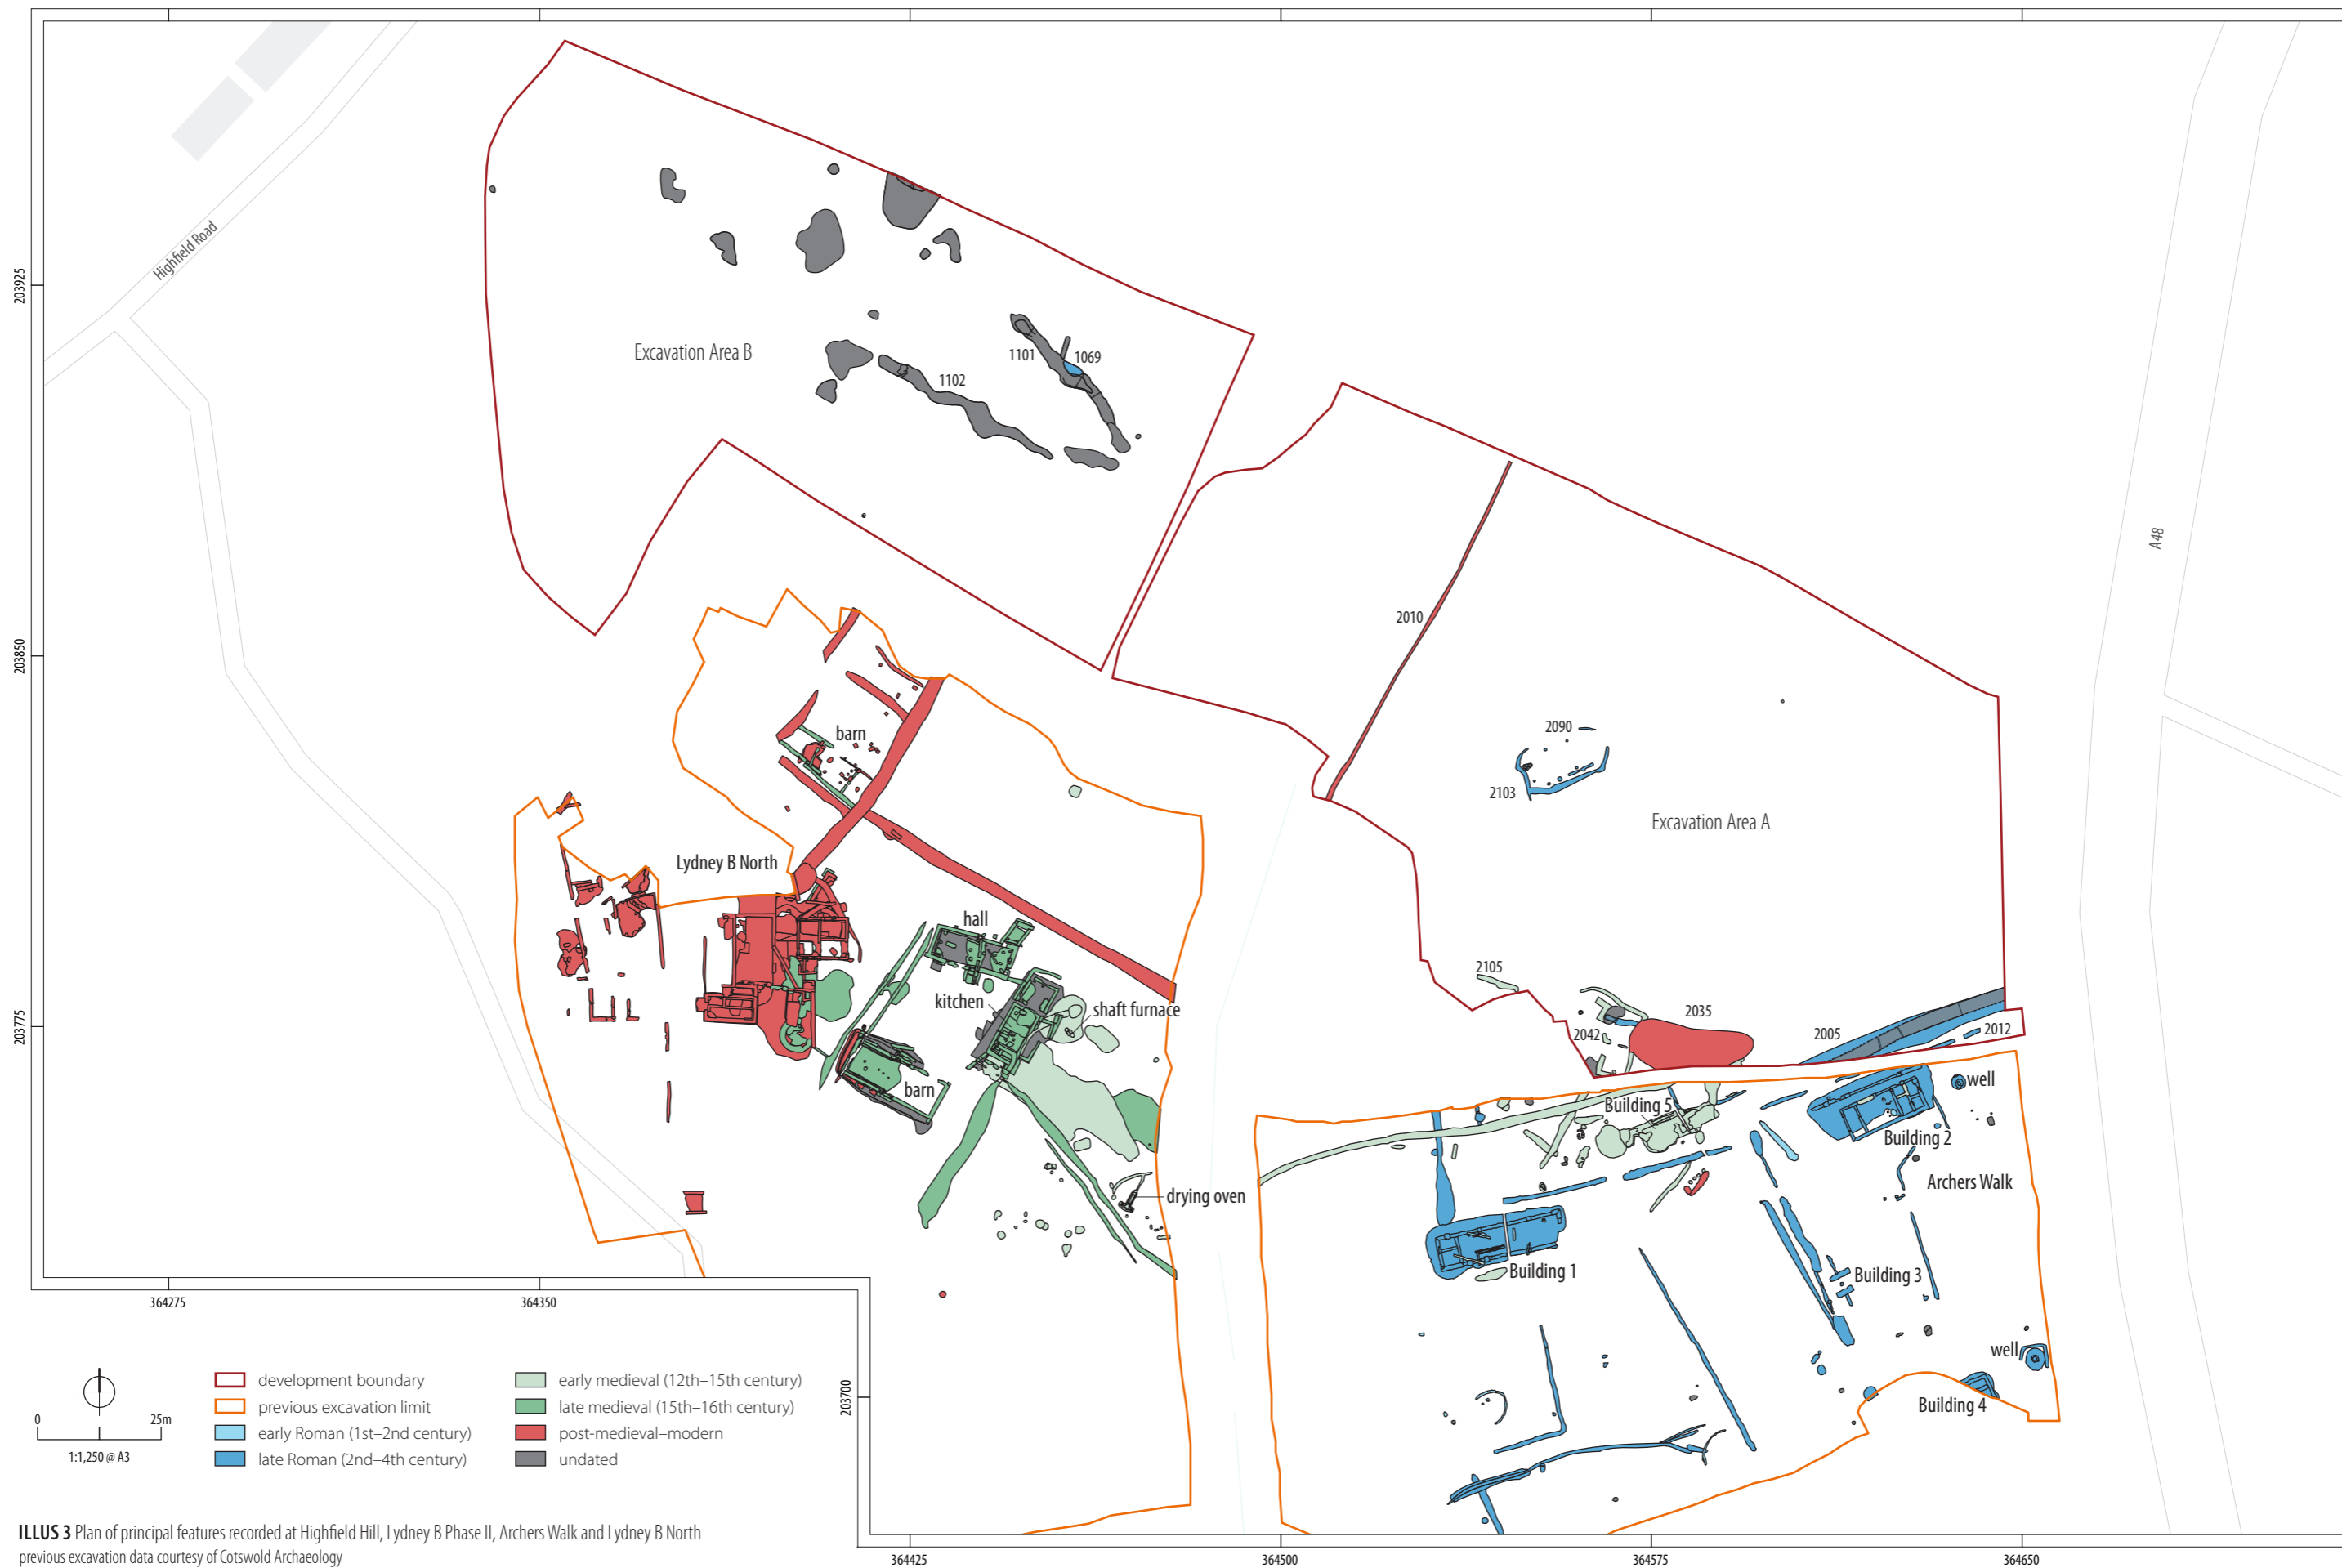 Highfield Road
203925
203850
203775
203700
Excavation Area B
1101
1069
1102
2010
A48
2090
2103
Excavation Area A
barn
Lydney B North
hall
kitchen
shaft furnace
barn
drying oven
2105
2042
2035
2005
2012
well
Building 5
Building 2
Archers Walk
Building 1
Building 3
well
Building 4
364275
364350
364425
364500
364575
364650
0
25m
1:1,250 @ A3
development boundary
previous excavation limit
early Roman (1st–2nd century)
late Roman (2nd–4th century)
early medieval (12th–15th century)
late medieval (15th–16th century)
post-medieval–modern
undated
ILLUS 3 Plan of principal features recorded at Highfield Hill, Lydney B Phase II, Archers Walk and Lydney B North
previous excavation data courtesy of Cotswold Archaeology